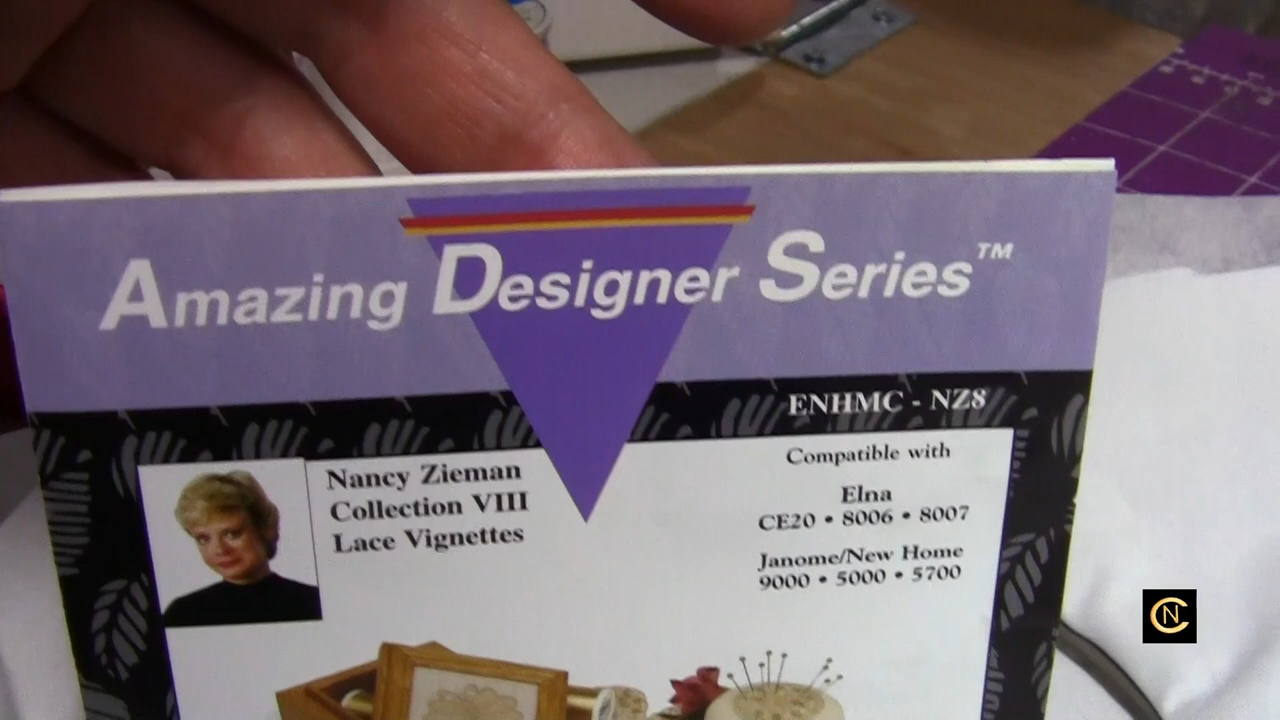 Amazing Designer Series™
ENHMC - NZ8
Nancy Zieman
Collection VIII
Lace Vignettes
Compatible with
Elna
CE20 • 8006 • 8007
Janome/New Home
9000 • 5000 • 5700
CN